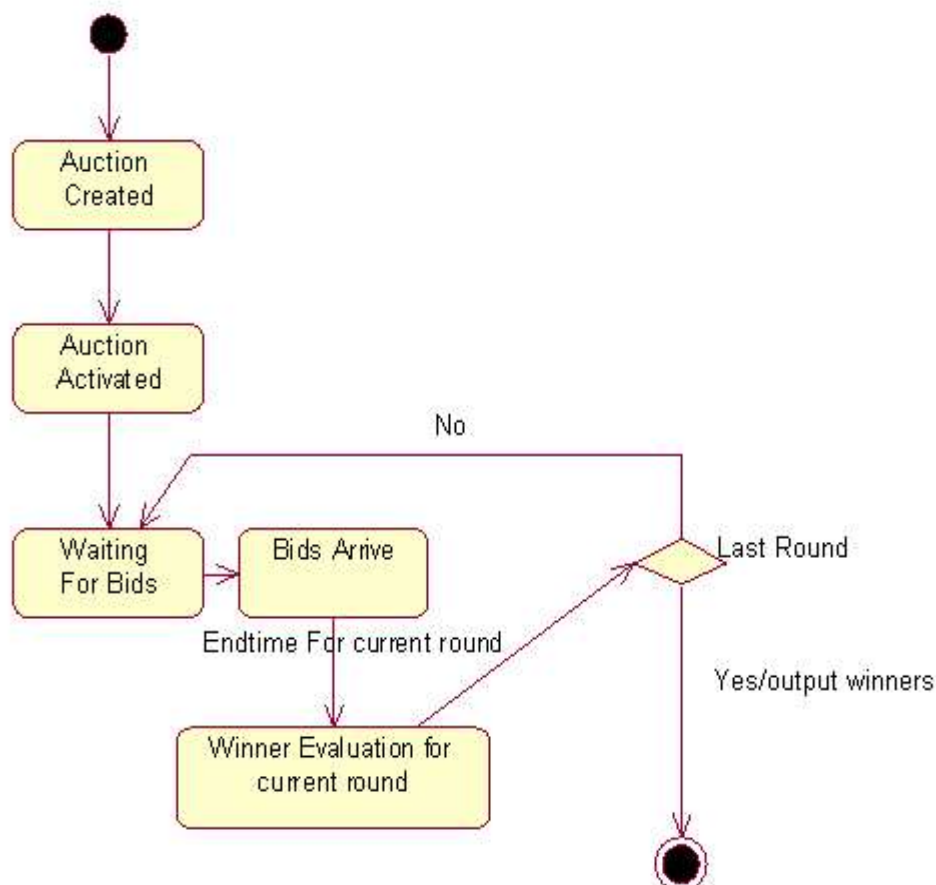 Auction
Created
Auction
Activated
No
Waiting
For Bids
Bids Arrive
Last Round
Endtime For current round
Yes/output winners
Winner Evaluation for
current round